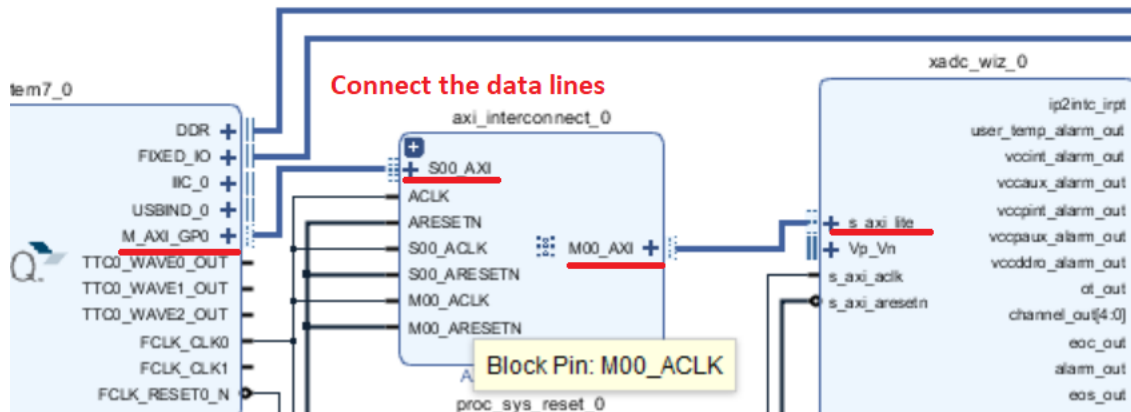 Connect the data lines
tem7_0
DDR
FIXED_IO
IIC_0
USBIND_0
M_AXI_GP0
TTC0_WAVE0_OUT
TTC0_WAVE1_OUT
TTC0_WAVE2_OUT
FCLK_CLK0
FCLK_CLK1
FCLK_RESET0_N
axi_interconnect_0
S00_AXI
ACLK
ARESETN
S00_ACLK
S00_ARESETN
M00_ACLK
M00_ARESETN
M00_AXI
Block Pin: M00_ACLK
proc_sys_reset_0
xadc_wiz_0
s_axi_lite
Vp_Vn
s_axi_aclk
s_axi_aresetn
ip2intc_irpt
user_temp_alarm_out
vccint_alarm_out
vccaux_alarm_out
vccpint_alarm_out
vccpaux_alarm_out
vccddro_alarm_out
ot_out
channel_out[4:0]
eoc_out
alarm_out
eos_out